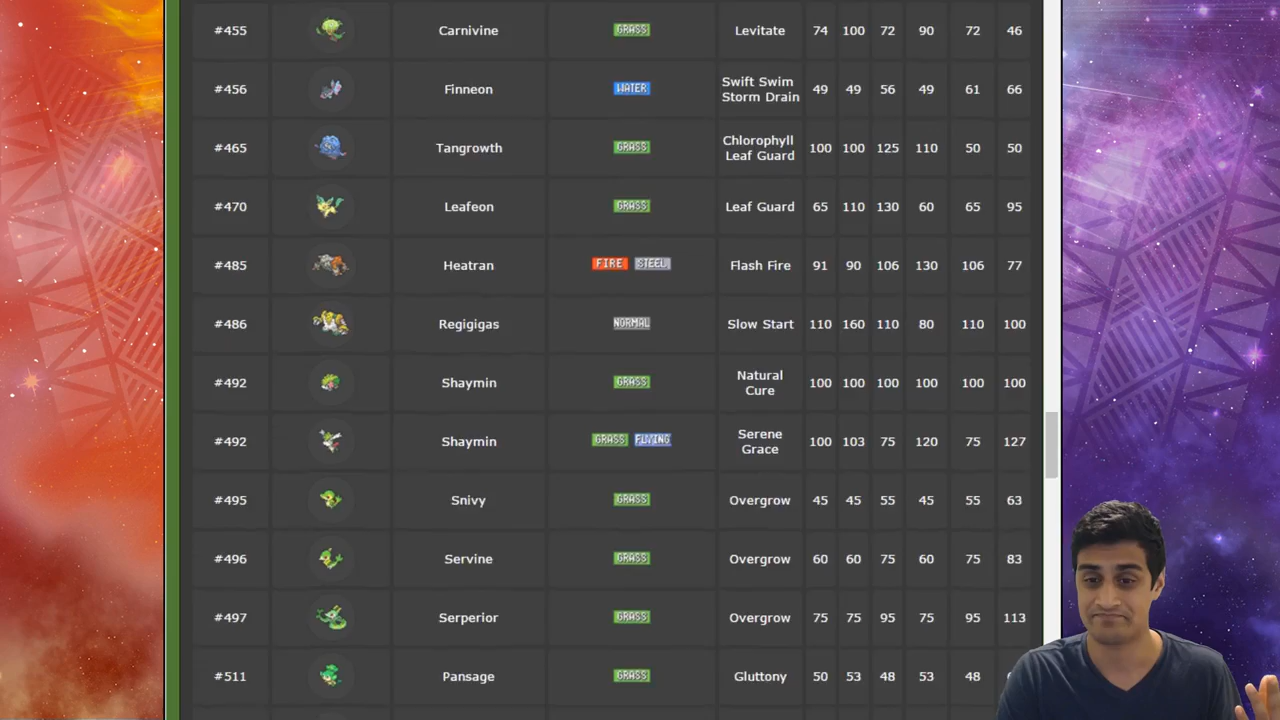 #455 Carnivine GRASS Levitate 74 100 72 90 72 46
#456 Finneon WATER Swift Swim
Storm Drain 49 49 56 49 61 66
#465 Tangrowth GRASS Chlorophyll
Leaf Guard 100 100 125 110 50 50
#470 Leafeon GRASS Leaf Guard 65 110 130 60 65 95
#485 Heatran FIRE STEEL Flash Fire 91 90 106 130 106 77
#486 Regigigas NORMAL Slow Start 110 160 110 80 110 100
#492 Shaymin GRASS Natural
Cure 100 100 100 100 100 100
#492 Shaymin GRASS FLYING Serene
Grace 100 103 75 120 75 127
#495 Snivy GRASS Overgrow 45 45 55 45 55 63
#496 Servine GRASS Overgrow 60 60 75 60 75 83
#497 Serperior GRASS Overgrow 75 75 95 75 95 113
#511 Pansage GRASS Gluttony 50 53 48 53 48